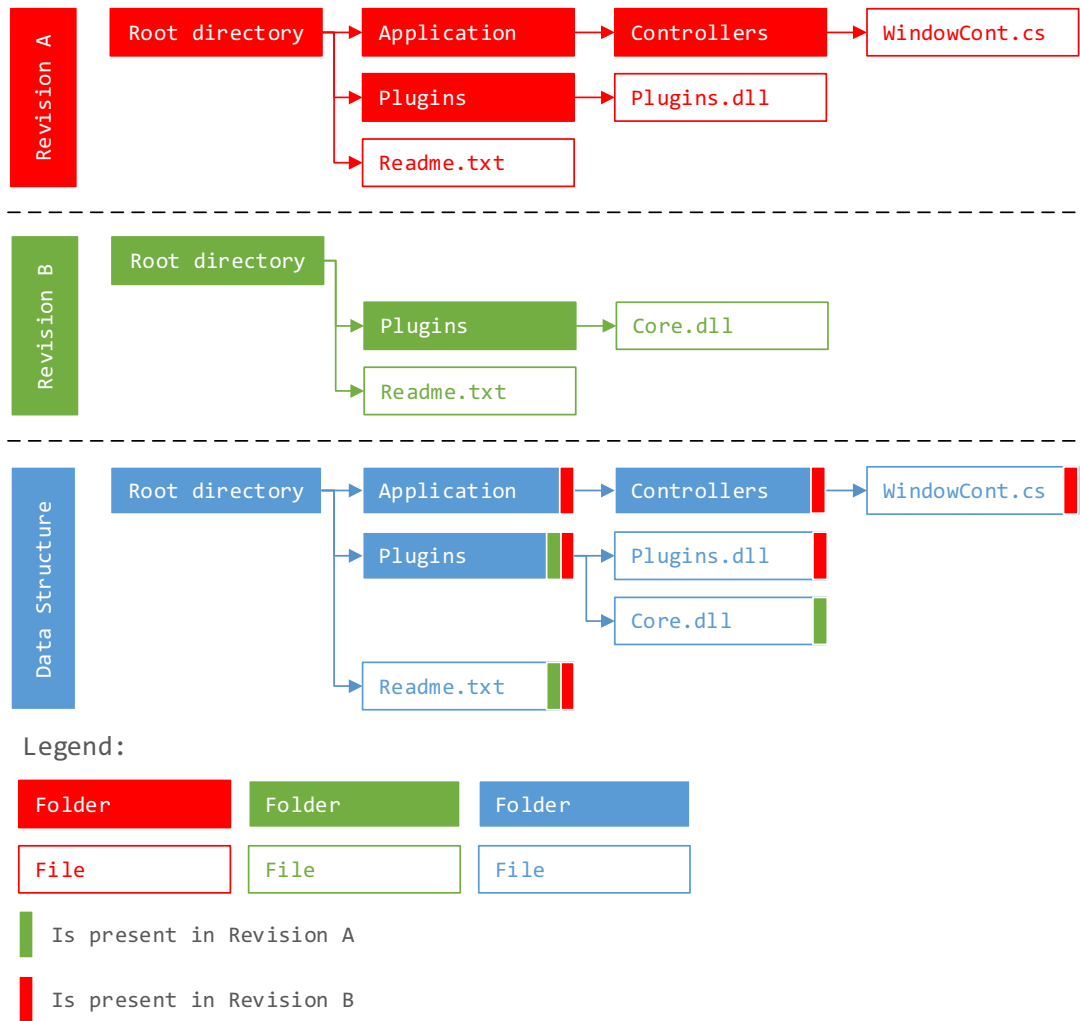 Revision A
Root directory
Application
Controllers
WindowCont.cs
Plugins
Plugins.dll
Readme.txt
Revision B
Root directory
Plugins
Core.dll
Readme.txt
Data Structure
Root directory
Application
Controllers
WindowCont.cs
Plugins
Plugins.dll
Core.dll
Readme.txt
Legend:
Folder
Folder
Folder
File
File
File
Is present in Revision A
Is present in Revision B